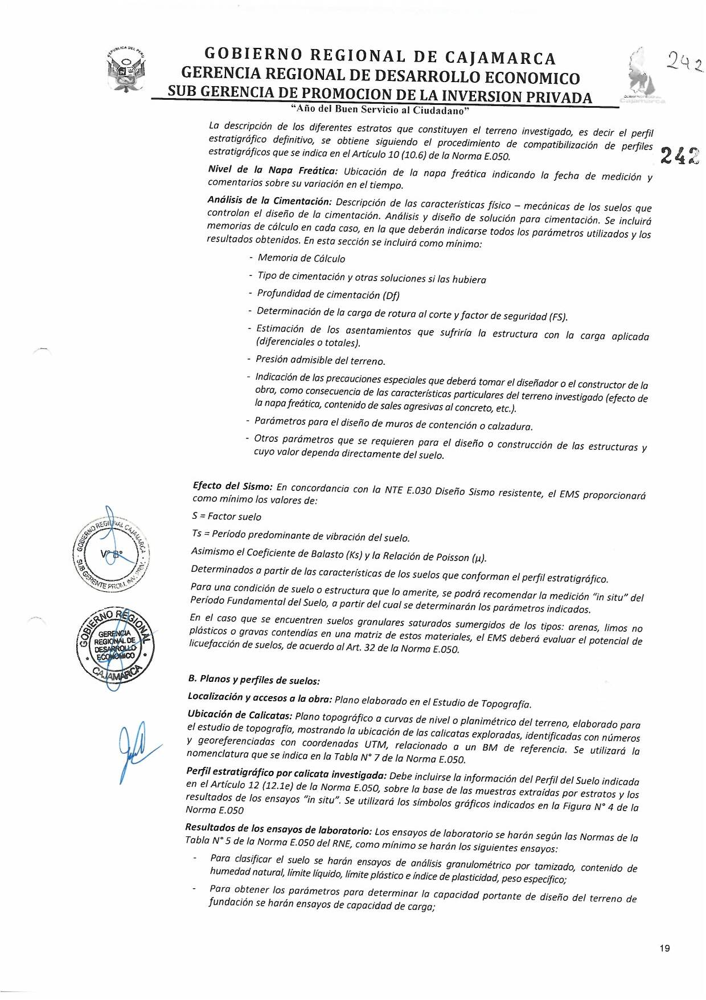 REPUBLICA DEL PERU
GOBIERNO REGIONAL DE CAJAMARCA
GERENCIA REGIONAL DE DESARROLLO ECONOMICO
SUB GERENCIA DE PROMOCION DE LA INVERSION PRIVADA
“Año del Buen Servicio al Ciudadano”
Cajamarca
242
242
La descripción de los diferentes estratos que constituyen el terreno investigado, es decir el perfil
estratigráfico definitivo, se obtiene siguiendo el procedimiento de compatibilización de perfiles
estratigráficos que se indica en el Artículo 10 (10.6) de la Norma E.050.
Nivel de la Napa Freática: Ubicación de la napa freática indicando la fecha de medición y
comentarios sobre su variación en el tiempo.
Análisis de la Cimentación: Descripción de las características físico – mecánicas de los suelos que
controlan el diseño de la cimentación. Análisis y diseño de solución para cimentación. Se incluirá
memorias de cálculo en cada caso, en la que deberán indicarse todos los parámetros utilizados y los
resultados obtenidos. En esta sección se incluirá como mínimo:
- Memoria de Cálculo
- Tipo de cimentación y otras soluciones si las hubiera
- Profundidad de cimentación (Df)
- Determinación de la carga de rotura al corte y factor de seguridad (FS).
- Estimación de los asentamientos que sufriría la estructura con la carga aplicada
(diferenciales o totales).
- Presión admisible del terreno.
- Indicación de las precauciones especiales que deberá tomar el diseñador o el constructor de la
obra, como consecuencia de las características particulares del terreno investigado (efecto de
la napa freática, contenido de sales agresivas al concreto, etc.).
- Parámetros para el diseño de muros de contención o calzadura.
- Otros parámetros que se requieren para el diseño o construcción de las estructuras y
cuyo valor dependa directamente del suelo.
Efecto del Sismo: En concordancia con la NTE E.030 Diseño Sismo resistente, el EMS proporcionará
como mínimo los valores de:
S = Factor suelo
Ts = Período predominante de vibración del suelo.
Asimismo el Coeficiente de Balasto (Ks) y la Relación de Poisson (µ).
Determinados a partir de las características de los suelos que conforman el perfil estratigráfico.
Para una condición de suelo o estructura que lo amerite, se podrá recomendar la medición “in situ” del
Período Fundamental del Suelo, a partir del cual se determinarán los parámetros indicados.
En el caso que se encuentren suelos granulares saturados sumergidos de los tipos: arenas, limos no
plásticos o gravas contendías en una matriz de estos materiales, el EMS deberá evaluar el potencial de
licuefacción de suelos, de acuerdo al Art. 32 de la Norma E.050.
GOBIERNO REGIONAL CAJAMARCA
V° B°
SUB GERENTE PROM. INV. PRIV.
GOBIERNO REGIONAL
GERENCIA
REGIONAL DE
DESARROLLO
ECONOMICO
CAJAMARCA
B. Planos y perfiles de suelos:
Localización y accesos a la obra: Plano elaborado en el Estudio de Topografía.
Ubicación de Calicatas: Plano topográfico a curvas de nivel o planimétrico del terreno, elaborado para
el estudio de topografía, mostrando la ubicación de las calicatas exploradas, identificadas con números
y georeferenciadas con coordenadas UTM, relacionado a un BM de referencia. Se utilizará la
nomenclatura que se indica en la Tabla N° 7 de la Norma E.050.
Perfil estratigráfico por calicata investigada: Debe incluirse la información del Perfil del Suelo indicada
en el Artículo 12 (12.1e) de la Norma E.050, sobre la base de las muestras extraídas por estratos y los
resultados de los ensayos “in situ”. Se utilizará los símbolos gráficos indicados en la Figura N° 4 de la
Norma E.050
Resultados de los ensayos de laboratorio: Los ensayos de laboratorio se harán según las Normas de la
Tabla N° 5 de la Norma E.050 del RNE, como mínimo se harán los siguientes ensayos:
- Para clasificar el suelo se harán ensayos de análisis granulométrico por tamizado, contenido de
humedad natural, límite líquido, límite plástico e índice de plasticidad, peso específico;
- Para obtener los parámetros para determinar la capacidad portante de diseño del terreno de
fundación se harán ensayos de capacidad de carga;
19